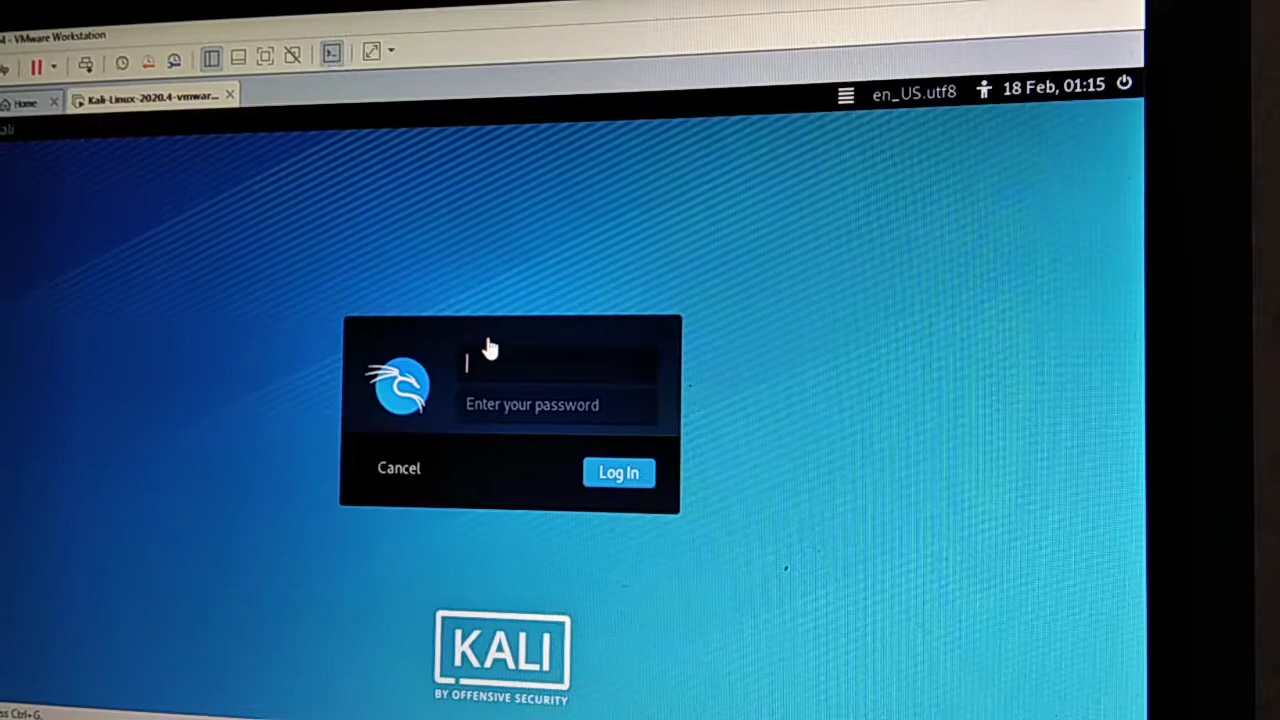 - VMware Workstation
Home
Kali-Linux-2020.4-vmwar...
en_US.utf8
18 Feb, 01:15
Enter your password
Cancel
Log In
KALI
BY OFFENSIVE SECURITY
Ctrl+G.